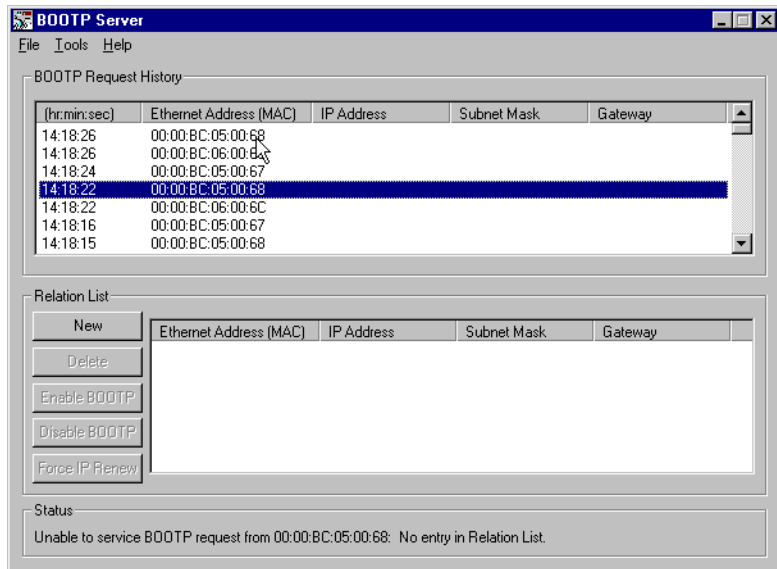 BOOTP Server
File Tools Help
BOOTP Request History
(hr:min:sec) Ethernet Address (MAC) IP Address Subnet Mask Gateway
14:18:26 00:00:BC:05:00:68
14:18:26 00:00:BC:06:00:
14:18:24 00:00:BC:05:00:67
14:18:22 00:00:BC:05:00:68
14:18:22 00:00:BC:06:00:6C
14:18:16 00:00:BC:05:00:67
14:18:15 00:00:BC:05:00:68
Relation List
New
Delete
Enable BOOTP
Disable BOOTP
Force IP Renew
Ethernet Address (MAC) IP Address Subnet Mask Gateway
Status
Unable to service BOOTP request from 00:00:BC:05:00:68: No entry in Relation List.